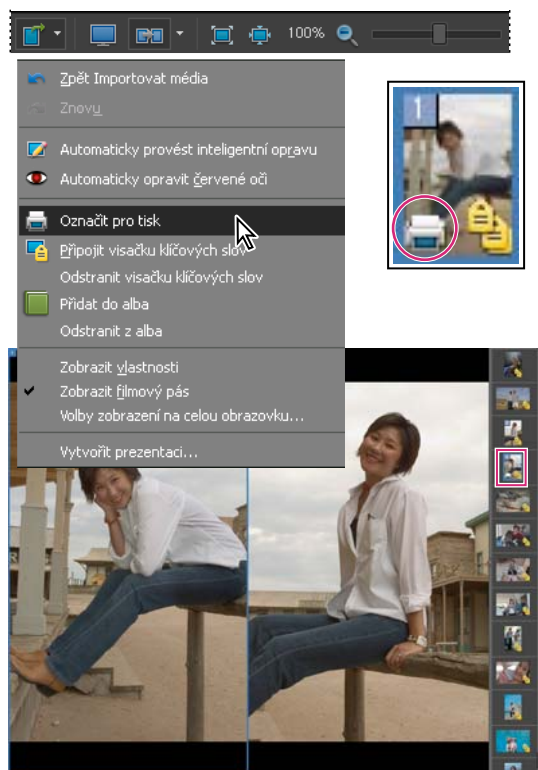 100%
Zpět Importovat média
Znovu
Automaticky provést inteligentní opravu
Automaticky opravit červené oči
Označit pro tisk
Připojit visačku klíčových slov
Odstranit visačku klíčových slov
Přidat do alba
Odstranit z alba
Zobrazit vlastnosti
Zobrazit filmový pás
Volby zobrazení na celou obrazovku...
Vytvořit prezentaci...
1